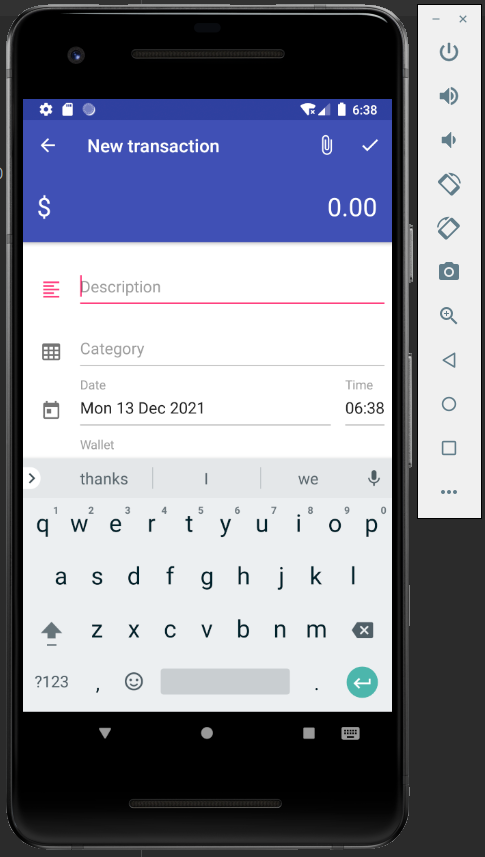 6:38
New transaction
$ 0.00
Description
Category
Date Time
Mon 13 Dec 2021 06:38
Wallet
thanks I we
1 2 3 4 5 6 7 8 9 0
q w e r t y u i o p
a s d f g h j k l
z x c v b n m
?123 , .